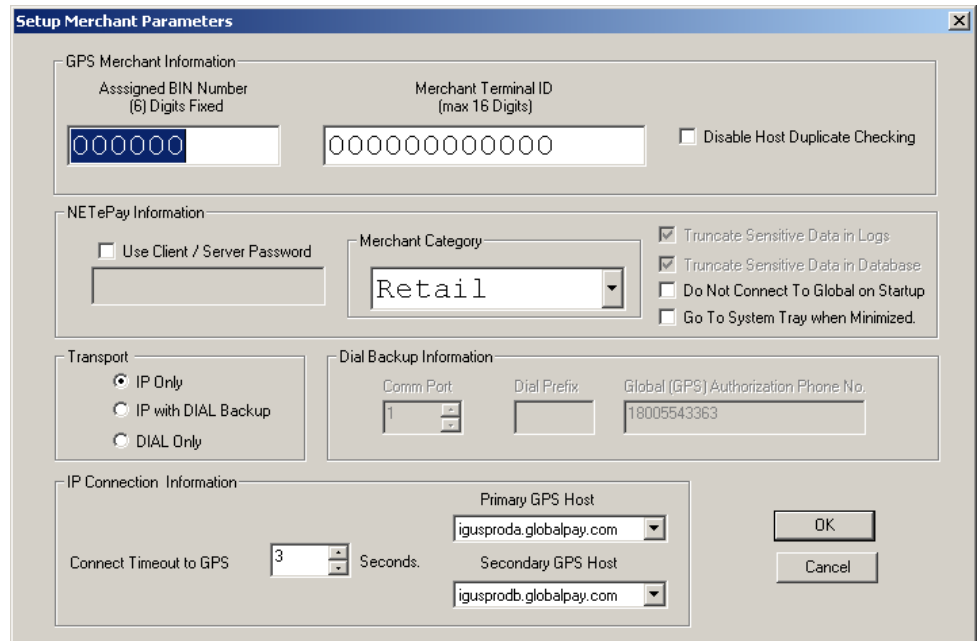 Setup Merchant Parameters
GPS Merchant Information
Asssigned BIN Number
(6) Digits Fixed
000000
Merchant Terminal ID
(max 16 Digits)
000000000000
Disable Host Duplicate Checking
NETePay Information
Use Client / Server Password
Merchant Category
Retail
Truncate Sensitive Data in Logs
Truncate Sensitive Data in Database
Do Not Connect To Global on Startup
Go To System Tray when Minimized.
Transport
IP Only
IP with DIAL Backup
DIAL Only
Dial Backup Information
Comm Port
1
Dial Prefix
Global (GPS) Authorization Phone No.
18005543363
IP Connection Information
Connect Timeout to GPS
3
Seconds.
Primary GPS Host
igusproda.globalpay.com
Secondary GPS Host
igusprodb.globalpay.com
OK
Cancel